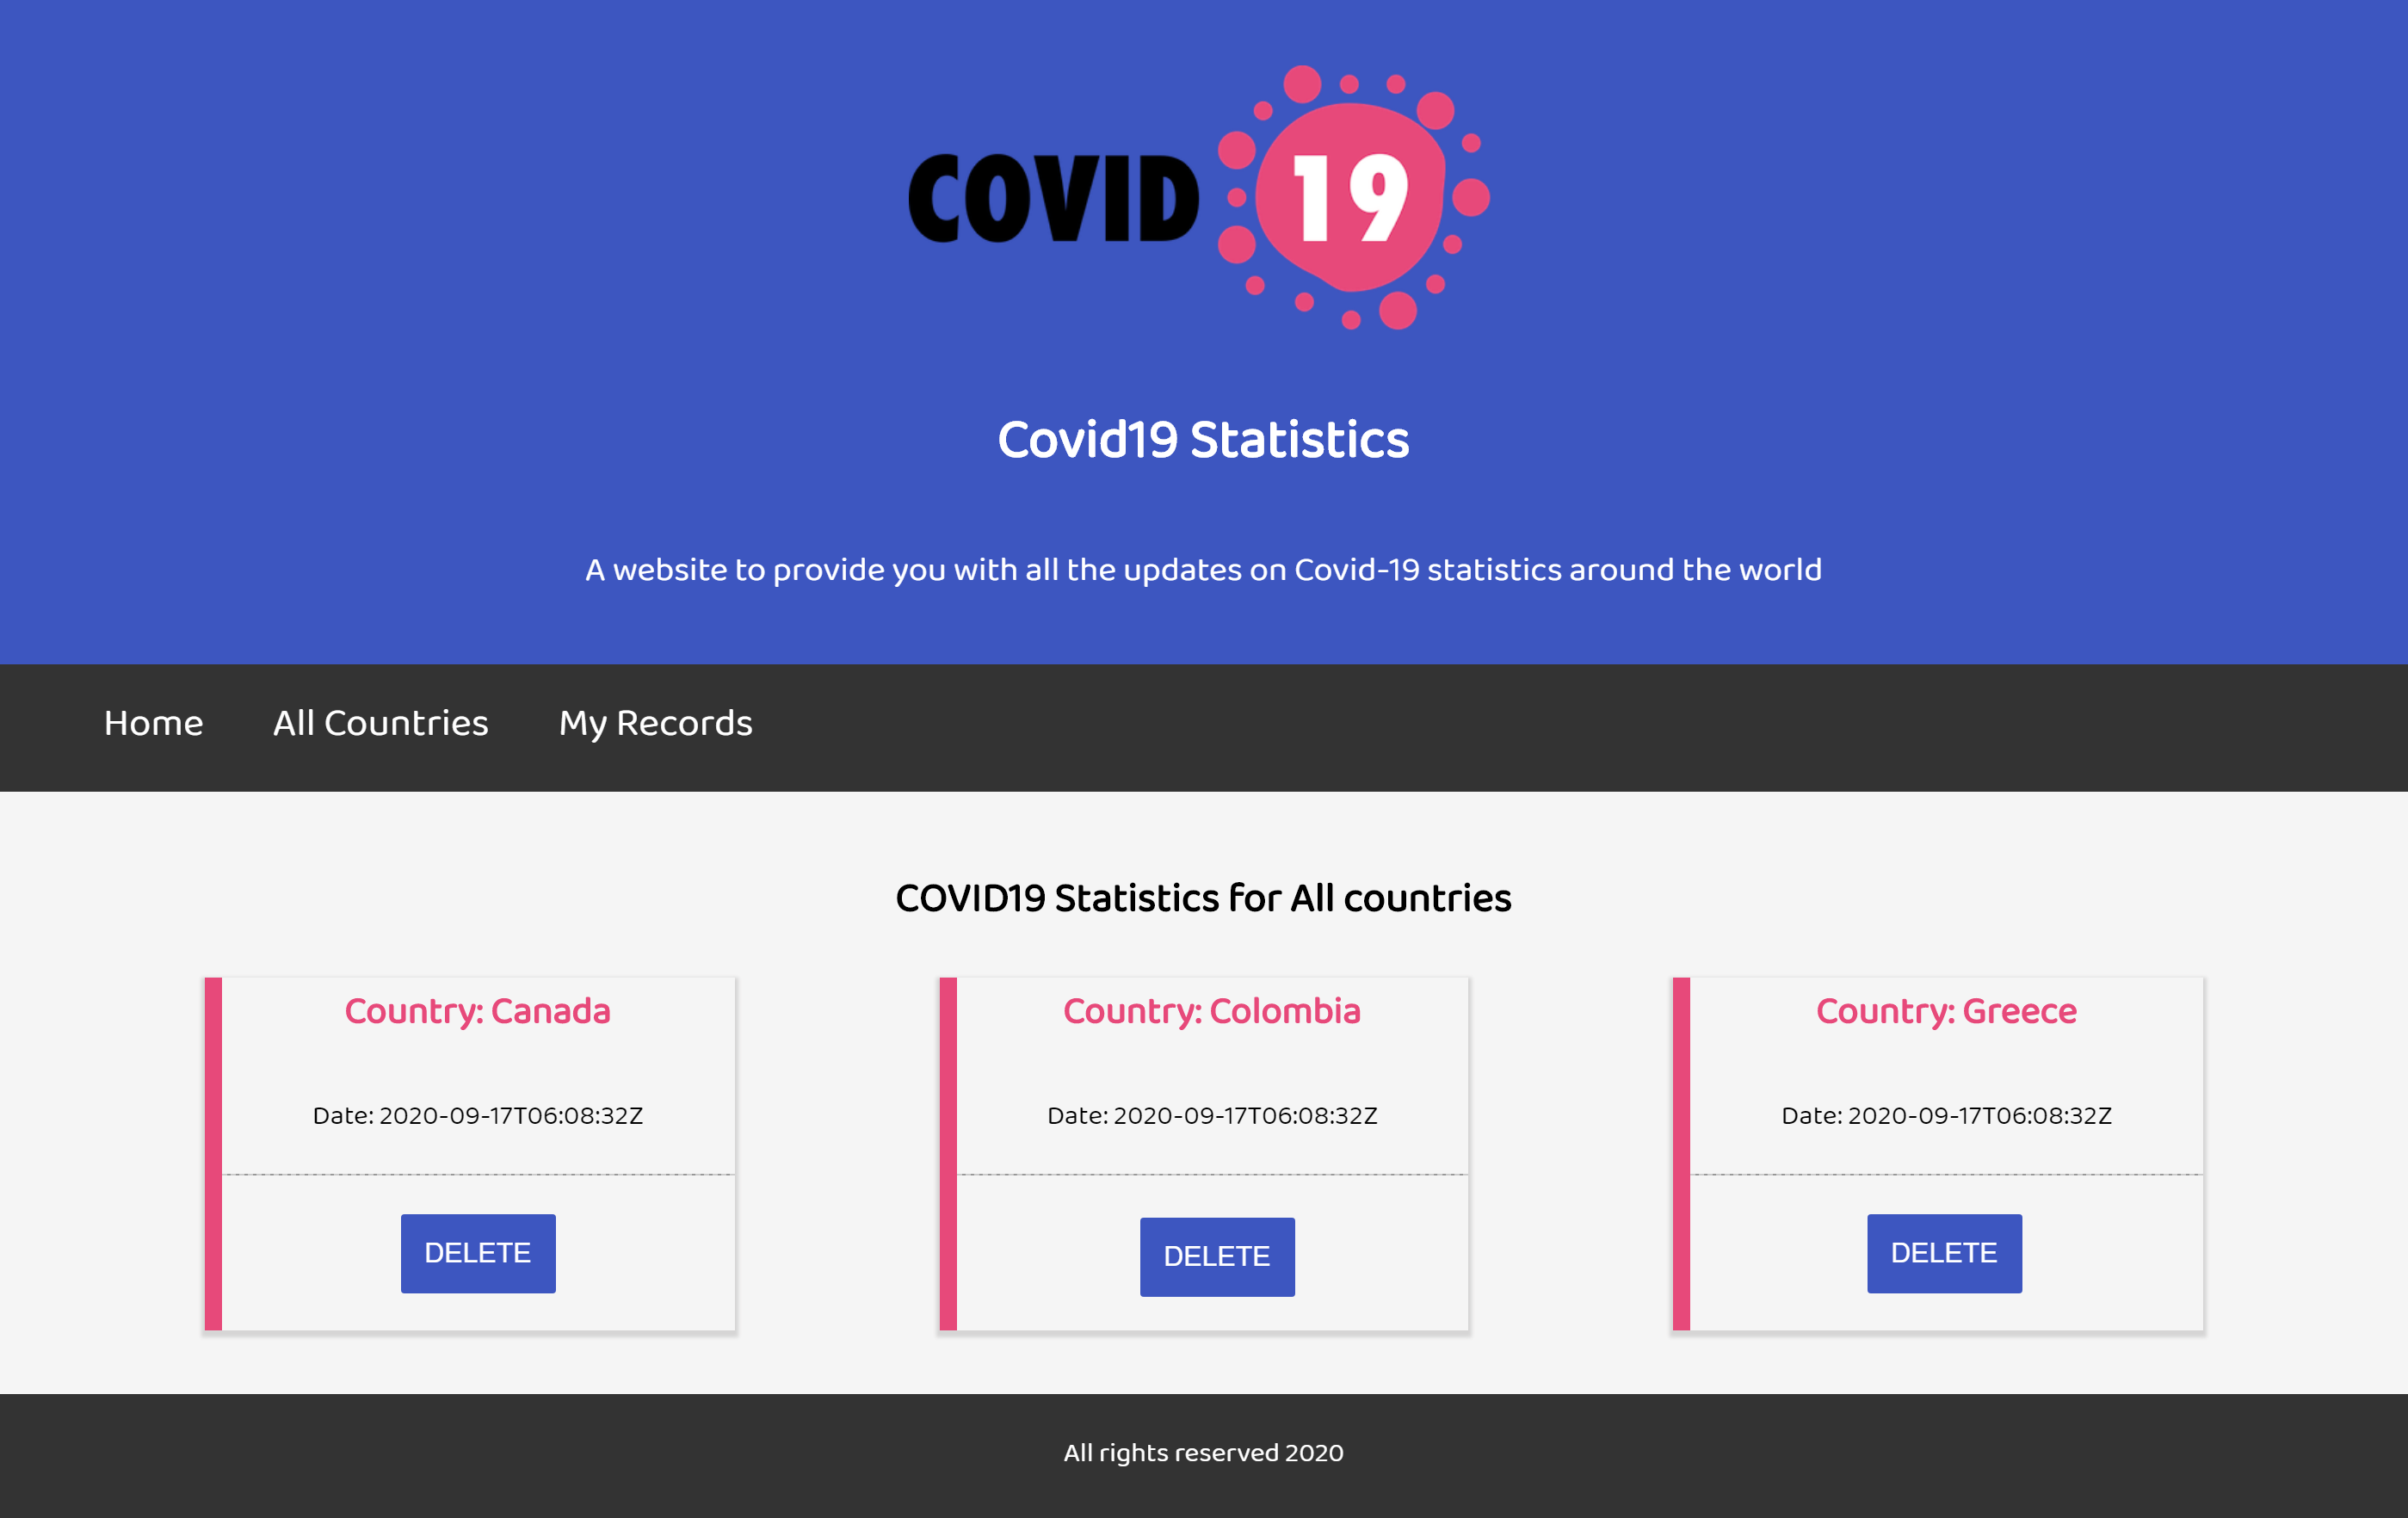 COVID 19
Covid19 Statistics
A website to provide you with all the updates on Covid-19 statistics around the world
Home All Countries My Records
COVID19 Statistics for All countries
Country: Canada
Date: 2020-09-17T06:08:32Z
DELETE
Country: Colombia
Date: 2020-09-17T06:08:32Z
DELETE
Country: Greece
Date: 2020-09-17T06:08:32Z
DELETE
All rights reserved 2020